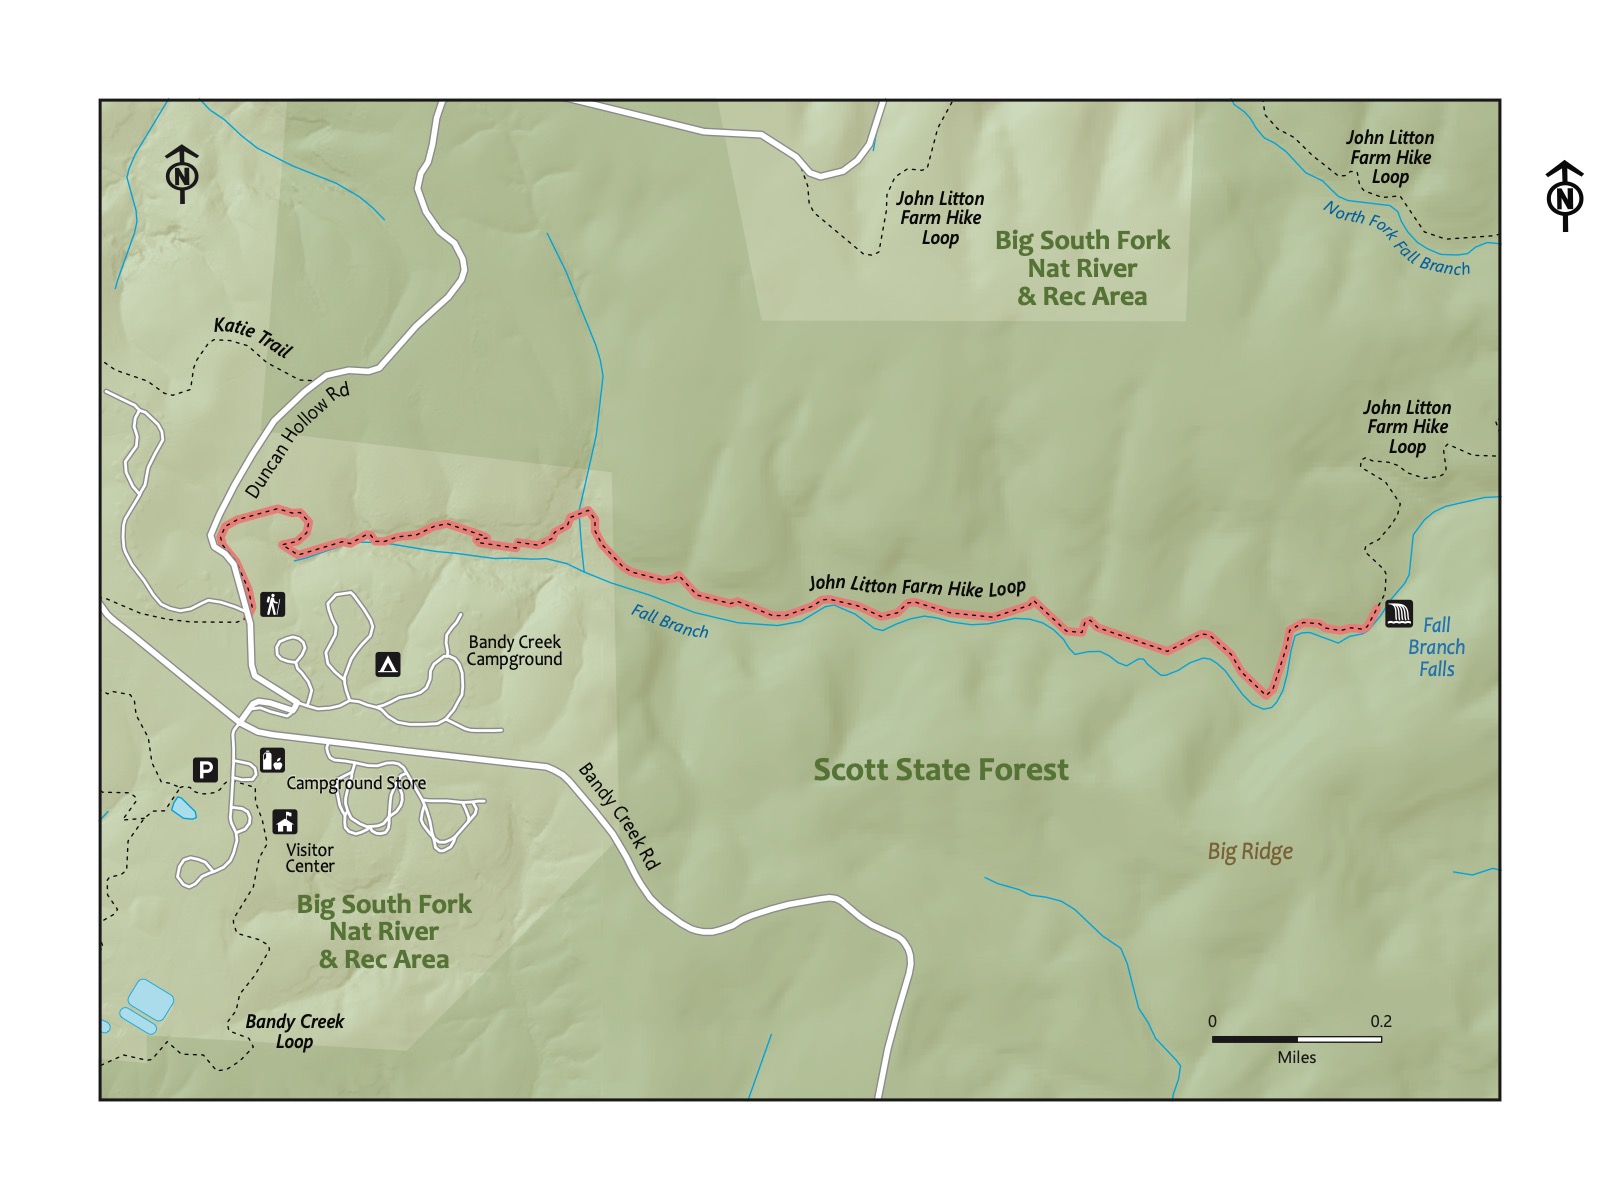 N
N
John Litton
Farm Hike
Loop
John Litton
Farm Hike
Loop
North Fork Fall Branch
Big South Fork
Nat River
& Rec Area
Katie Trail
Duncan Hollow Rd
John Litton
Farm Hike
Loop
John Litton Farm Hike Loop
Fall Branch
Fall
Branch
Falls
Bandy Creek
Campground
P
Campground Store
Scott State Forest
Bandy Creek Rd
Visitor
Center
Big Ridge
Big South Fork
Nat River
& Rec Area
Bandy Creek
Loop
0 0.2
Miles